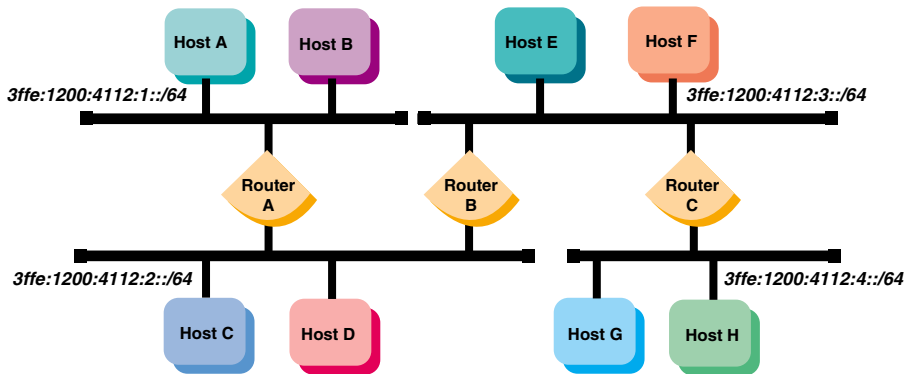 Host A
Host B
Host E
Host F
3ffe:1200:4112:1::/64
3ffe:1200:4112:3::/64
Router
A
Router
B
Router
C
3ffe:1200:4112:2::/64
3ffe:1200:4112:4::/64
Host C
Host D
Host G
Host H